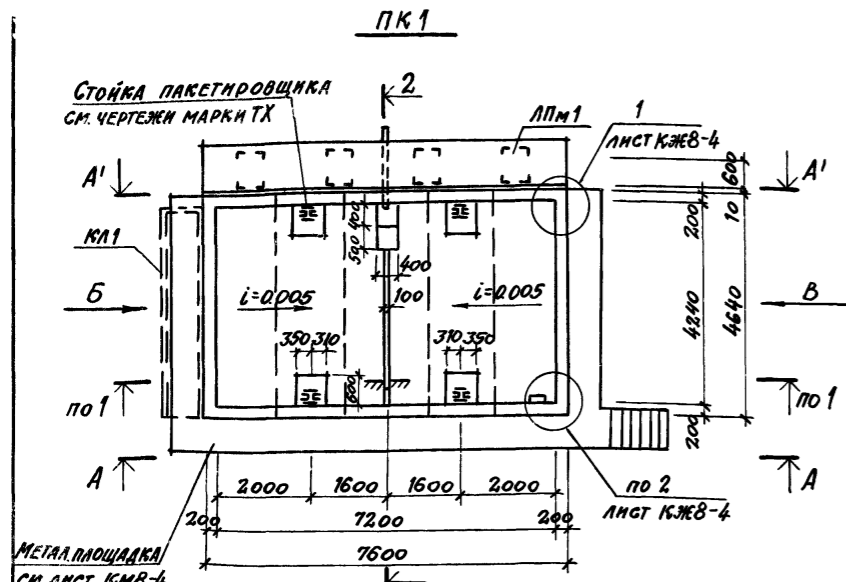 ПК1
Стойка пакетировщика
см. чертежи марки ТХ
2
ЛПм1
1
лист КЖ8-4
А'
А'
600
10
200
400
500
400
КЛ1
Б
i=0.005
100
i=0.005
В
4240
4640
350 310
310 350
600
по 1
по 1
200
А
А
2000 1600 1600 2000
по 2
лист КЖ8-4
200 7200 200
7600
Метал. площадка
см. лист КМ8-4